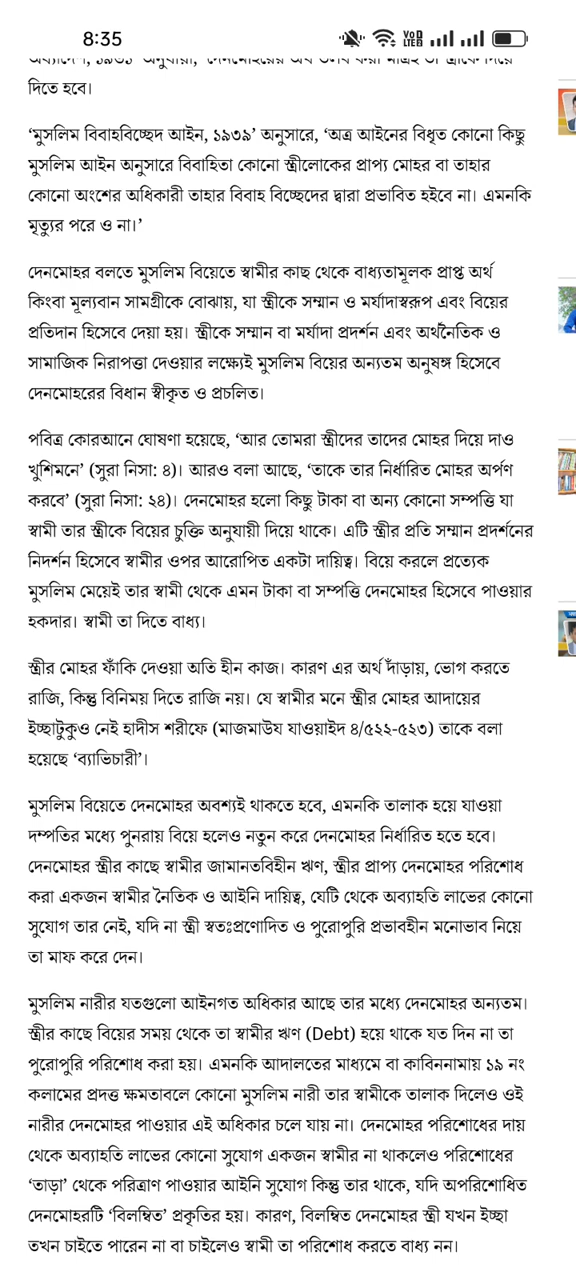 8:35
VoD LTE2
দিতে হবে।
‘মুসলিম বিবাহবিচ্ছেদ আইন, ১৯৩৯’ অনুসারে, ‘অত্র আইনের বিধৃত কোনো কিছু
মুসলিম আইন অনুসারে বিবাহিতা কোনো স্ত্রীলোকের প্রাপ্য মোহর বা তাহার
কোনো অংশের অধিকারী তাহার বিবাহ বিচ্ছেদের দ্বারা প্রভাবিত হইবে না। এমনকি
মৃত্যুর পরে ও না।’
দেনমোহর বলতে মুসলিম বিয়েতে স্বামীর কাছ থেকে বাধ্যতামূলক প্রাপ্ত অর্থ
কিংবা মূল্যবান সামগ্রীকে বোঝায়, যা স্ত্রীকে সম্মান ও মর্যাদাস্বরূপ এবং বিয়ের
প্রতিদান হিসেবে দেয়া হয়। স্ত্রীকে সম্মান বা মর্যাদা প্রদর্শন এবং অর্থনৈতিক ও
সামাজিক নিরাপত্তা দেওয়ার লক্ষ্যেই মুসলিম বিয়ের অন্যতম অনুষঙ্গ হিসেবে
দেনমোহরের বিধান স্বীকৃত ও প্রচলিত।
পবিত্র কোরআনে ঘোষণা হয়েছে, ‘আর তোমরা স্ত্রীদের তাদের মোহর দিয়ে দাও
খুশিমনে’ (সুরা নিসা: ৪)। আরও বলা আছে, ‘তাকে তার নির্ধারিত মোহর অর্পণ
করবে’ (সুরা নিসা: ২৪)। দেনমোহর হলো কিছু টাকা বা অন্য কোনো সম্পত্তি যা
স্বামী তার স্ত্রীকে বিয়ের চুক্তি অনুযায়ী দিয়ে থাকে। এটি স্ত্রীর প্রতি সম্মান প্রদর্শনের
নিদর্শন হিসেবে স্বামীর ওপর আরোপিত একটা দায়িত্ব। বিয়ে করলে প্রত্যেক
মুসলিম মেয়েই তার স্বামী থেকে এমন টাকা বা সম্পত্তি দেনমোহর হিসেবে পাওয়ার
হকদার। স্বামী তা দিতে বাধ্য।
স্ত্রীর মোহর ফাঁকি দেওয়া অতি হীন কাজ। কারণ এর অর্থ দাঁড়ায়, ভোগ করতে
রাজি, কিন্তু বিনিময় দিতে রাজি নয়। যে স্বামীর মনে স্ত্রীর মোহর আদায়ের
ইচ্ছাটুকুও নেই হাদীস শরীফে (মাজমাউয যাওয়াইদ ৪/৫২২-৫২৩) তাকে বলা
হয়েছে ‘ব্যাভিচারী’।
মুসলিম বিয়েতে দেনমোহর অবশ্যই থাকতে হবে, এমনকি তালাক হয়ে যাওয়া
দম্পতির মধ্যে পুনরায় বিয়ে হলেও নতুন করে দেনমোহর নির্ধারিত হতে হবে।
দেনমোহর স্ত্রীর কাছে স্বামীর জামানতবিহীন ঋণ, স্ত্রীর প্রাপ্য দেনমোহর পরিশোধ
করা একজন স্বামীর নৈতিক ও আইনি দায়িত্ব, যেটি থেকে অব্যাহতি লাভের কোনো
সুযোগ তার নেই, যদি না স্ত্রী স্বতঃপ্রণোদিত ও পুরোপুরি প্রভাবহীন মনোভাব নিয়ে
তা মাফ করে দেন।
মুসলিম নারীর যতগুলো আইনগত অধিকার আছে তার মধ্যে দেনমোহর অন্যতম।
স্ত্রীর কাছে বিয়ের সময় থেকে তা স্বামীর ঋণ (Debt) হয়ে থাকে যত দিন না তা
পুরোপুরি পরিশোধ করা হয়। এমনকি আদালতের মাধ্যমে বা কাবিননামায় ১৯ নং
কলামের প্রদত্ত ক্ষমতাবলে কোনো মুসলিম নারী তার স্বামীকে তালাক দিলেও ওই
নারীর দেনমোহর পাওয়ার এই অধিকার চলে যায় না। দেনমোহর পরিশোধের দায়
থেকে অব্যাহতি লাভের কোনো সুযোগ একজন স্বামীর না থাকলেও পরিশোধের
‘তাড়া’ থেকে পরিত্রাণ পাওয়ার আইনি সুযোগ কিন্তু তার থাকে, যদি অপরিশোধিত
দেনমোহরটি ‘বিলম্বিত’ প্রকৃতির হয়। কারণ, বিলম্বিত দেনমোহর স্ত্রী যখন ইচ্ছা
তখন চাইতে পারেন না বা চাইলেও স্বামী তা পরিশোধ করতে বাধ্য নন।